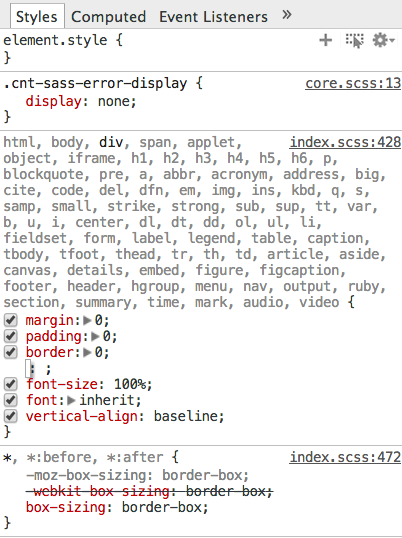 Styles Computed Event Listeners »
element.style {
}
.cnt-sass-error-display { core.scss:13
display: none;
}
html, body, div, span, applet, index.scss:428
object, iframe, h1, h2, h3, h4, h5, h6, p,
blockquote, pre, a, abbr, acronym, address, big,
cite, code, del, dfn, em, img, ins, kbd, q, s,
samp, small, strike, strong, sub, sup, tt, var,
b, u, i, center, dl, dt, dd, ol, ul, li,
fieldset, form, label, legend, table, caption,
tbody, tfoot, thead, tr, th, td, article, aside,
canvas, details, embed, figure, figcaption,
footer, header, hgroup, menu, nav, output, ruby,
section, summary, time, mark, audio, video {
margin: 0;
padding: 0;
border: 0;
: ;
font-size: 100%;
font: inherit;
vertical-align: baseline;
}
*, *:before, *:after { index.scss:472
-moz-box-sizing: border-box;
-webkit-box-sizing: border-box;
box-sizing: border-box;
}